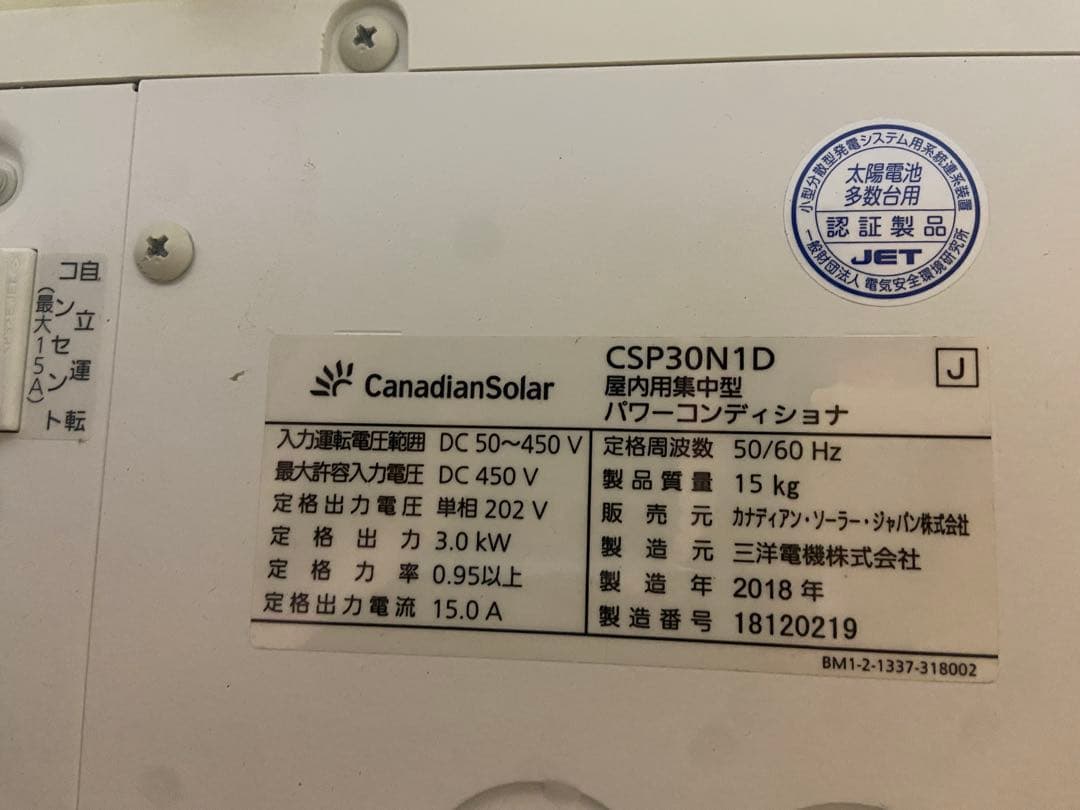 小型分散型発電システム用系統連系装置
太陽電池
多数台用
認証製品
JET
一般財団法人 電気安全環境研究所
自立運転
コンセント
(最大15A)
CanadianSolar
CSP30N1D
屋内用集中型
パワーコンディショナ
J
入力運転電圧範囲 DC 50～450 V
最大許容入力電圧 DC 450 V
定格出力電圧 単相 202 V
定格出力 3.0 kW
定格力率 0.95以上
定格出力電流 15.0 A
定格周波数 50/60 Hz
製品質量 15 kg
販売元 カナディアン・ソーラー・ジャパン株式会社
製造元 三洋電機株式会社
製造年 2018 年
製造番号 18120219
BM1-2-1337-318002